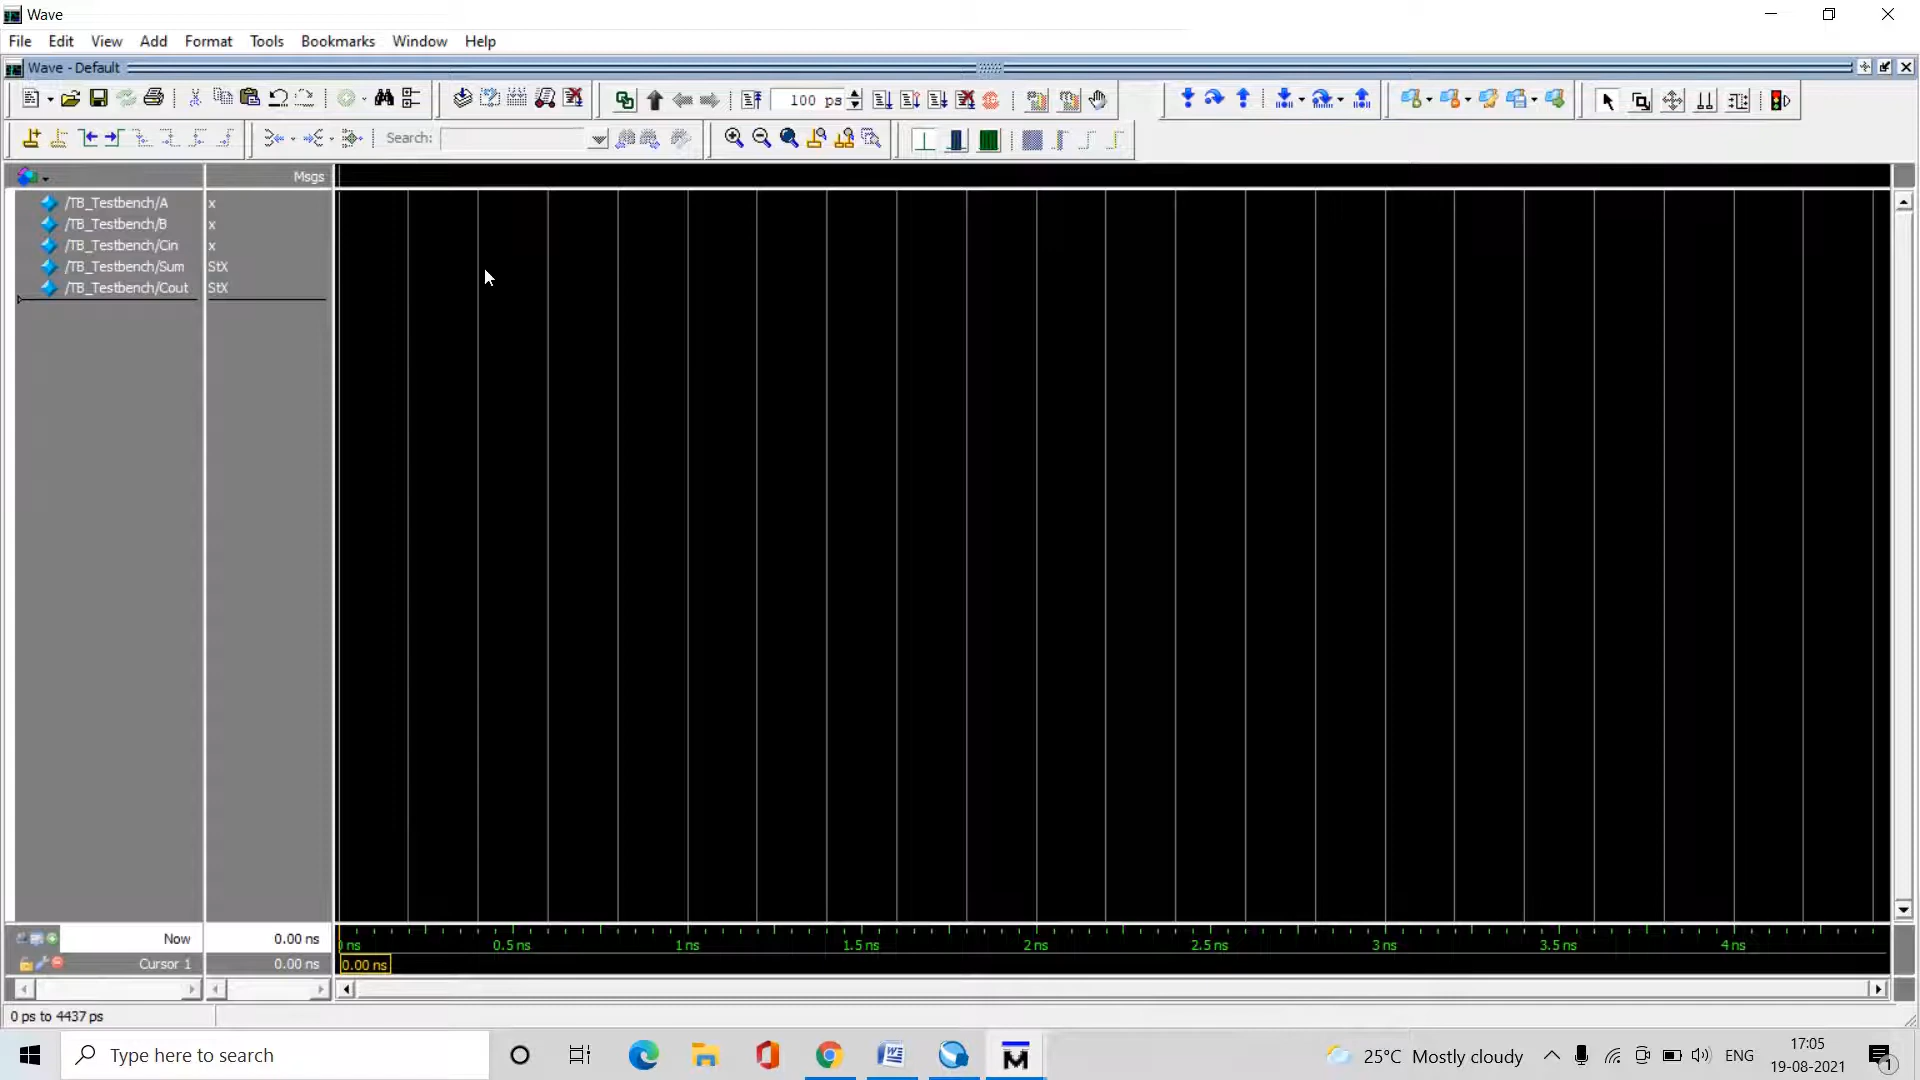 Wave
File Edit View Add Format Tools Bookmarks Window Help
Wave - Default
100 ps
Search:
Msgs
/TB_Testbench/A x
/TB_Testbench/B x
/TB_Testbench/Cin x
/TB_Testbench/Sum StX
/TB_Testbench/Cout StX
Now 0.00 ns
ns 0.5 ns 1 ns 1.5 ns 2 ns 2.5 ns 3 ns 3.5 ns 4 ns
Cursor 1 0.00 ns 0.00 ns
0 ps to 4437 ps
Type here to search
25°C Mostly cloudy
ENG
17:05
19-08-2021
1